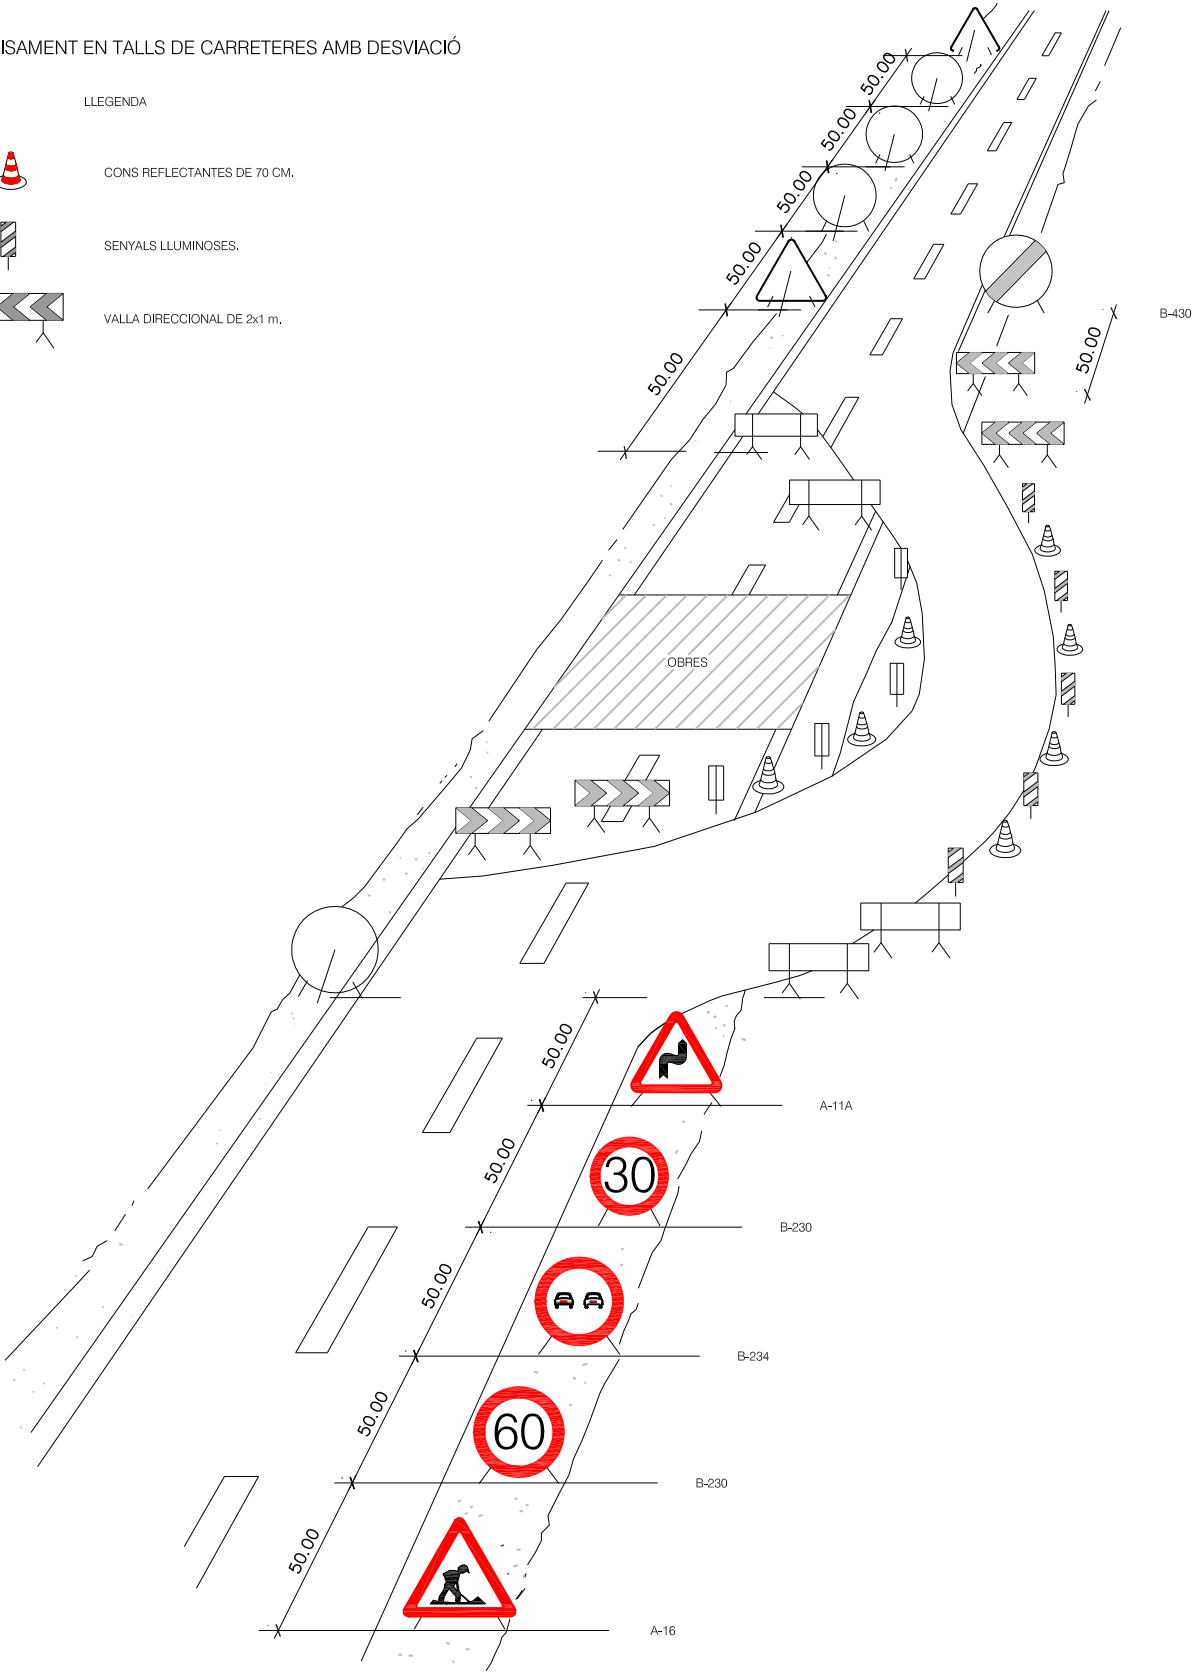 ISAMENT EN TALLS DE CARRETERES AMB DESVIACIÓ
LLEGENDA
CONS REFLECTANTES DE 70 CM.
SENYALS LLUMINOSES.
VALLA DIRECCIONAL DE 2x1 m.
50.00
50.00
50.00
50.00
50.00
B-430
50.00
OBRES
50.00
A-11A
50.00
30
B-230
50.00
B-234
50.00
60
B-230
50.00
A-16